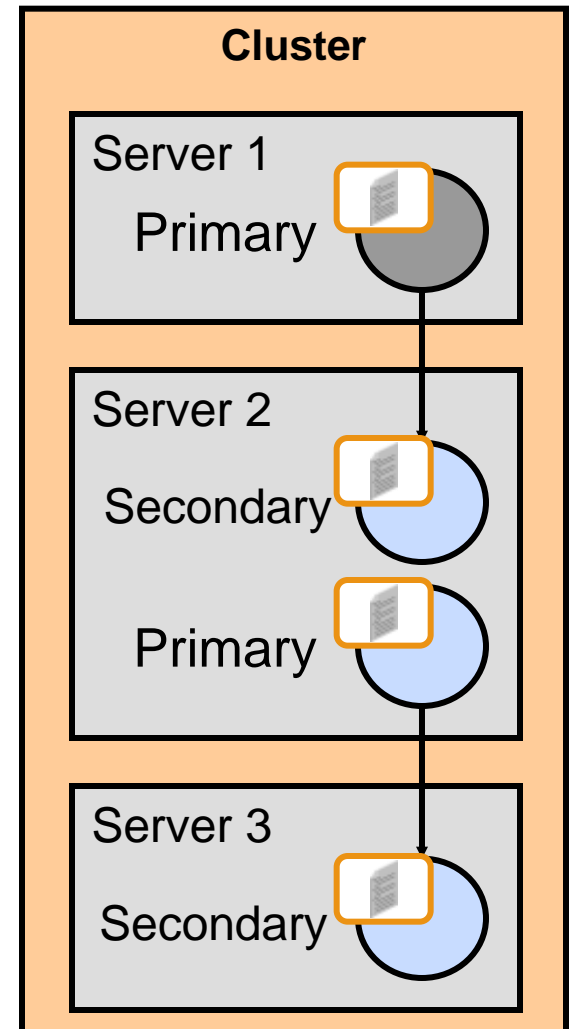 Cluster
Server 1
Primary
Server 2
Secondary
Primary
Server 3
Secondary